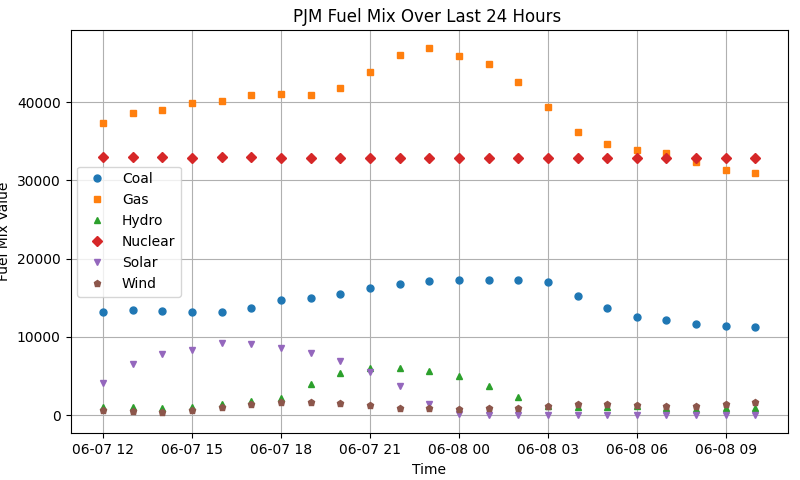 PJM Fuel Mix Over Last 24 Hours
40000
30000
20000
10000
0
Fuel Mix Value
Coal
Gas
Hydro
Nuclear
Solar
Wind
06-07 12 06-07 15 06-07 18 06-07 21 06-08 00 06-08 03 06-08 06 06-08 09
Time